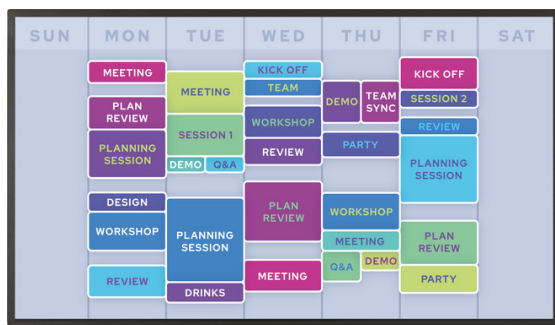 SUN MON TUE WED THU FRI SAT
MEETING
PLAN
REVIEW
PLANNING
SESSION
DESIGN
WORKSHOP
REVIEW
MEETING
SESSION 1
DEMO Q&A
PLANNING
SESSION
DRINKS
KICK OFF
TEAM
WORKSHOP
REVIEW
PLAN
REVIEW
MEETING
DEMO
TEAM
SYNC
PARTY
WORKSHOP
MEETING
Q&A DEMO
KICK OFF
SESSION 2
REVIEW
PLANNING
SESSION
PLAN
REVIEW
PARTY